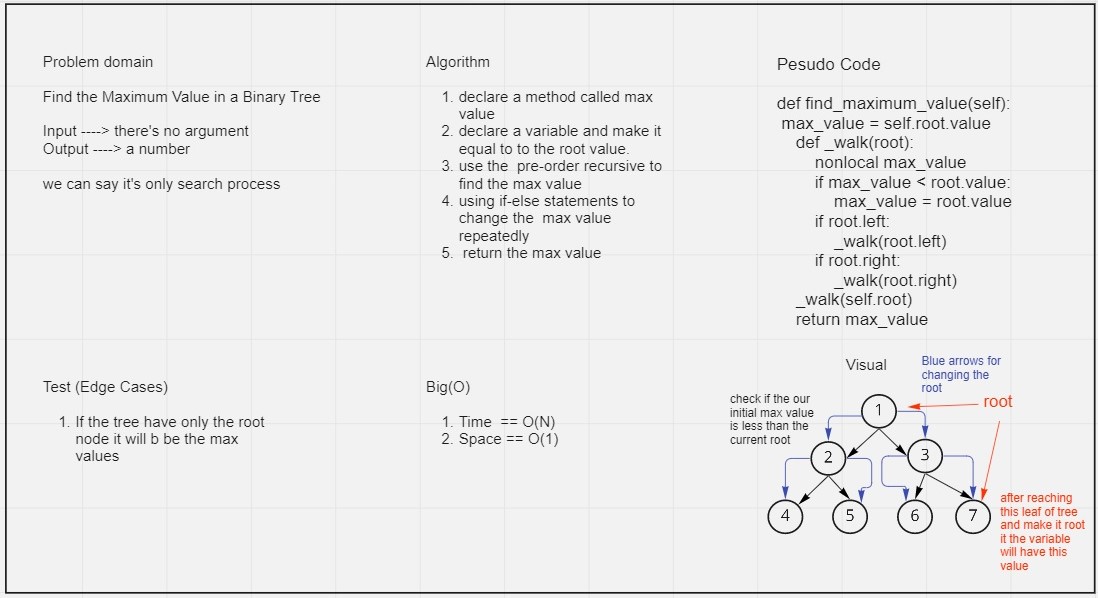 Problem domain
Find the Maximum Value in a Binary Tree
Input ----> there's no argument
Output ----> a number
we can say it's only search process
Algorithm
1. declare a method called max
value
2. declare a variable and make it
equal to to the root value.
3. use the  pre-order recursive to
find the max value
4. using if-else statements to
change the  max value
repeatedly
5.  return the max value
Pesudo Code
def find_maximum_value(self):
max_value = self.root.value
def _walk(root):
nonlocal max_value
if max_value < root.value:
max_value = root.value
if root.left:
_walk(root.left)
if root.right:
_walk(root.right)
_walk(self.root)
return max_value
Test (Edge Cases)
1. If the tree have only the root
node it will b be the max
values
Big(O)
1. Time  == O(N)
2. Space == O(1)
Visual
Blue arrows for
changing the
root
check if the our
initial max value
is less than the
current root
root
1
2
3
4
5
6
7
after reaching
this leaf of tree
and make it root
it the variable
will have this
value